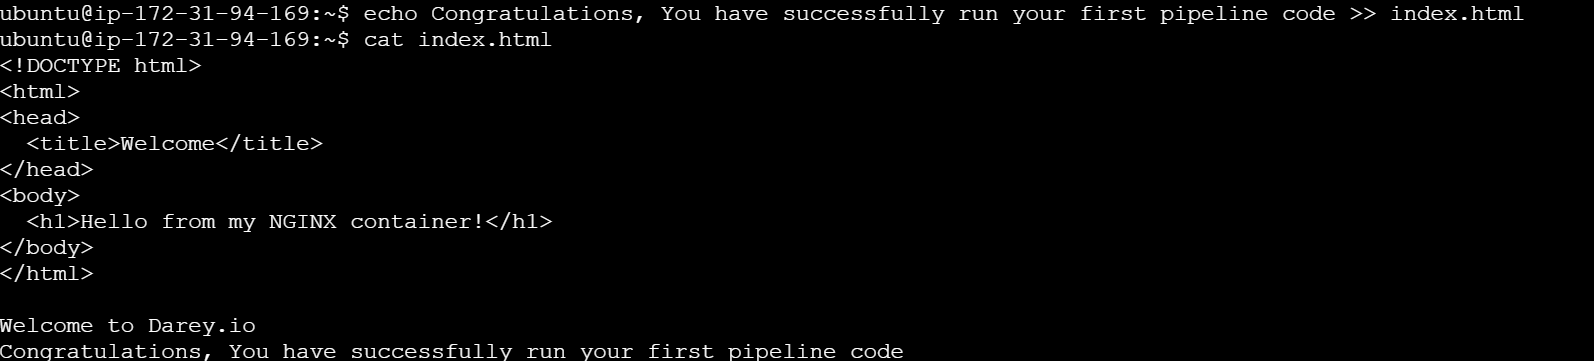 ubuntu@ip-172-31-94-169:~$ echo Congratulations, You have successfully run your first pipeline code >> index.html
ubuntu@ip-172-31-94-169:~$ cat index.html
<!DOCTYPE html>
<html>
<head>
  <title>Welcome</title>
</head>
<body>
  <h1>Hello from my NGINX container!</h1>
</body>
</html>

Welcome to Darey.io
Congratulations, You have successfully run your first pipeline code